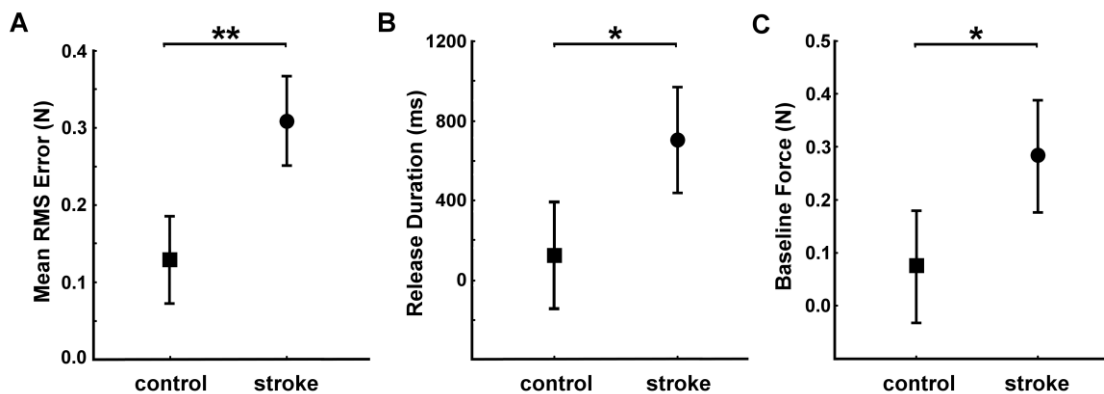 A
**
Mean RMS Error (N)
0.4
0.3
0.2
0.1
0.0
control stroke
B
*
Release Duration (ms)
1200
800
400
0
control stroke
C
*
Baseline Force (N)
0.5
0.4
0.3
0.2
0.1
0.0
control stroke